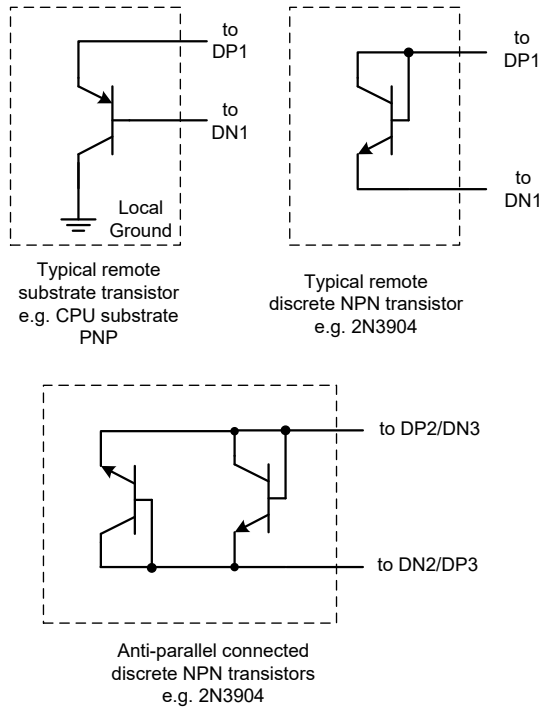 to
DP1
to
DN1
Local
Ground
Typical remote
substrate transistor
e.g. CPU substrate
PNP
to
DP1
to
DN1
Typical remote
discrete NPN transistor
e.g. 2N3904
to DP2/DN3
to DN2/DP3
Anti-parallel connected
discrete NPN transistors
e.g. 2N3904